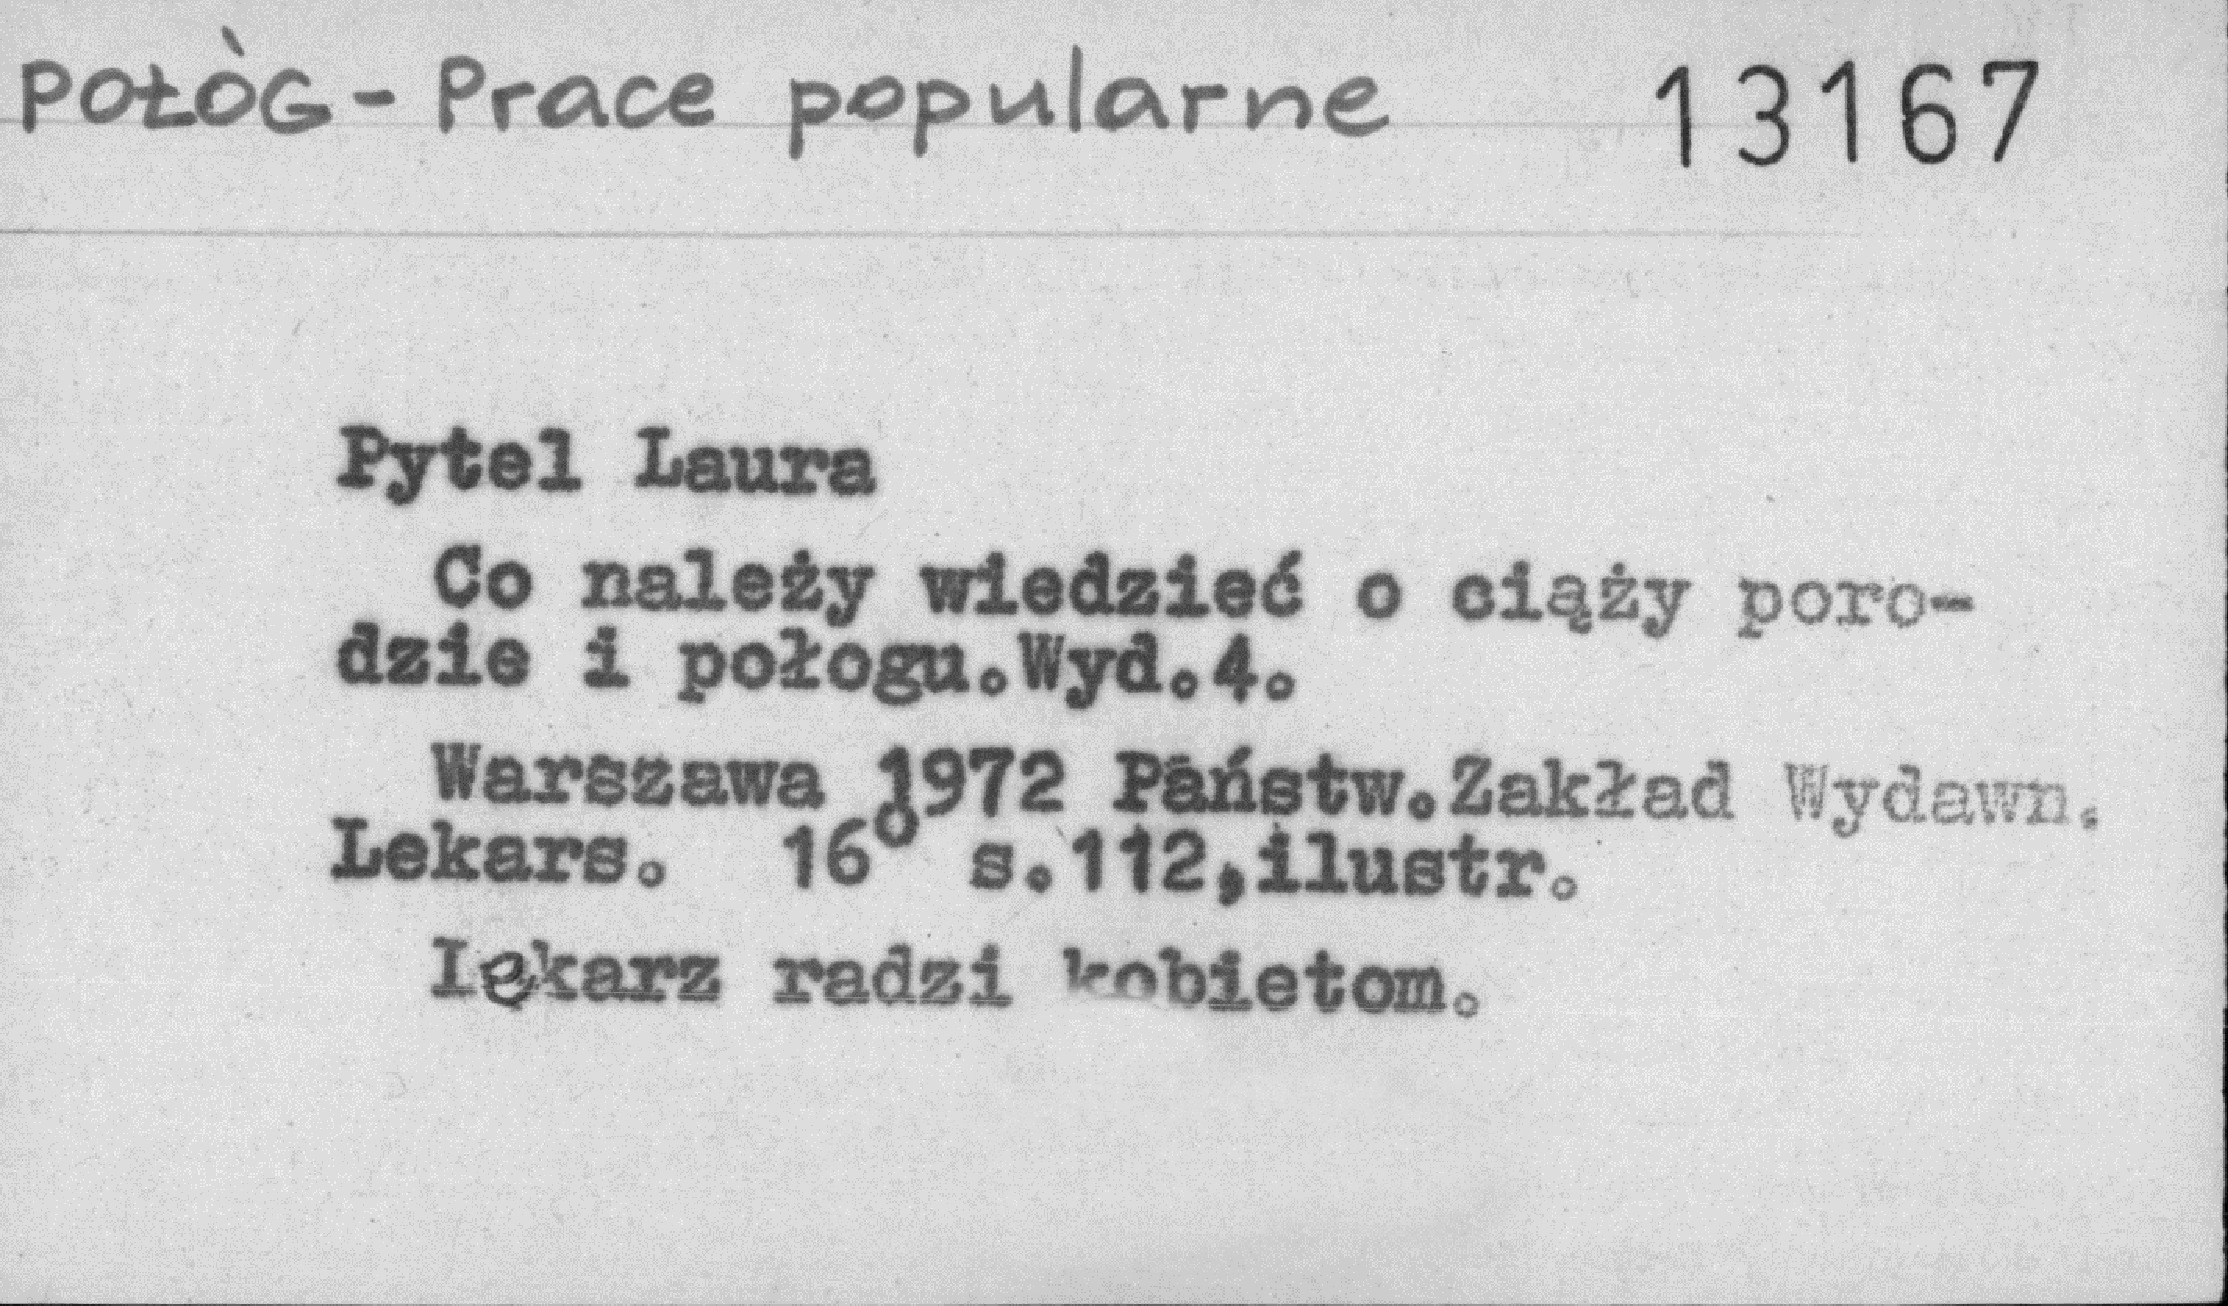 POŁÒG - Prace popularne 13167
Pytel Laura
Co należy wiedzieć o ciąży poro-
dzie i połogu.Wyd.4.
Warszawa 1972 Państw.Zakład Wydawn.
Lekars. 16° s.112,ilustr.
Lekarz radzi kobietom.